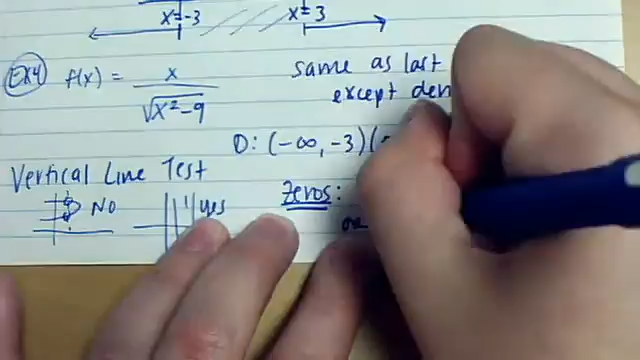 x=-3 x=3
Ex4 f(x) = x / √x²-9
same as last
except den
D: (-∞, -3)(
Vertical Line Test
NO yes
Zeros: